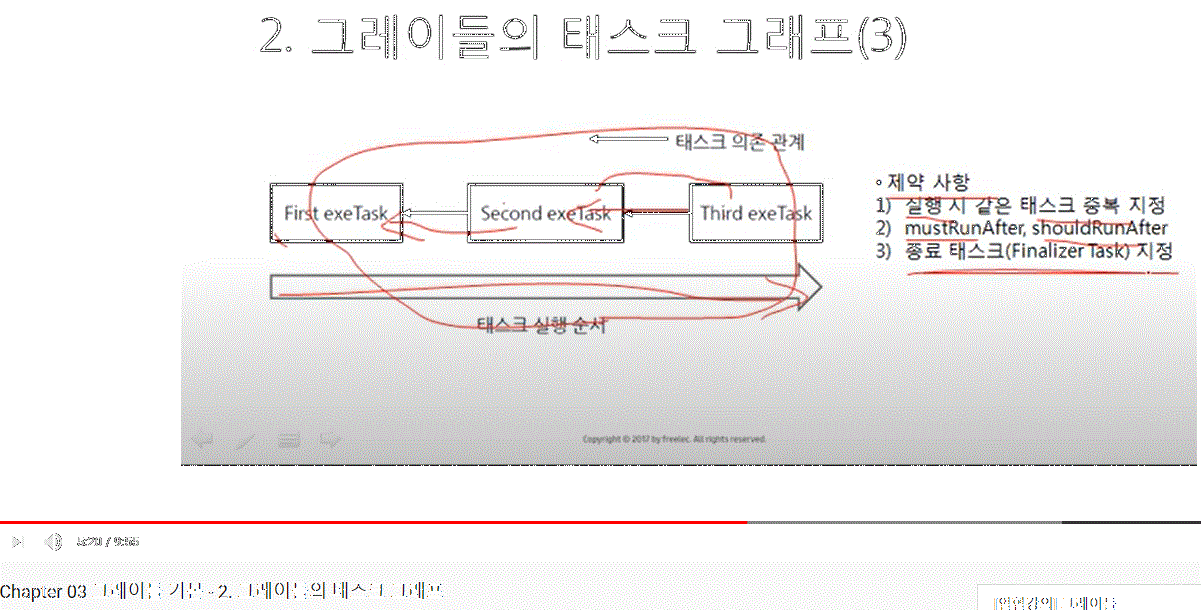 2. 그레이들의 태스크 그래프(3)
태스크 의존 관계
First exeTask
Second exeTask
Third exeTask
태스크 실행 순서
◦ 제약 사항
1) 실행 시 같은 태스크 중복 지정
2) mustRunAfter, shouldRunAfter
3) 종료 태스크(Finalizer Task) 지정
Copyright © 2017 by freelec. All rights reserved.
Chapter 03 그레이들 기본 - 2. 그레이들의 태스크 그래프